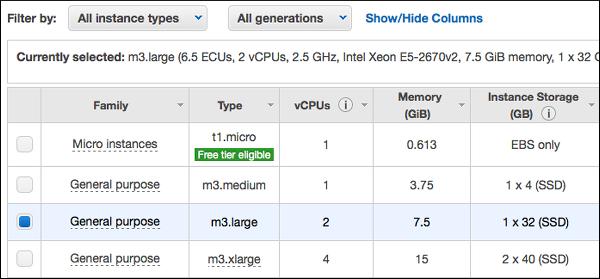 Filter by: All instance types All generations Show/Hide Columns
Currently selected: m3.large (6.5 ECUs, 2 vCPUs, 2.5 GHz, Intel Xeon E5-2670v2, 7.5 GiB memory, 1 x 32
Family Type vCPUs i Memory (GiB) Instance Storage (GB) i
Micro instances t1.micro 1 0.613 EBS only
Free tier eligible
General purpose m3.medium 1 3.75 1 x 4 (SSD)
General purpose m3.large 2 7.5 1 x 32 (SSD)
General purpose m3.xlarge 4 15 2 x 40 (SSD)